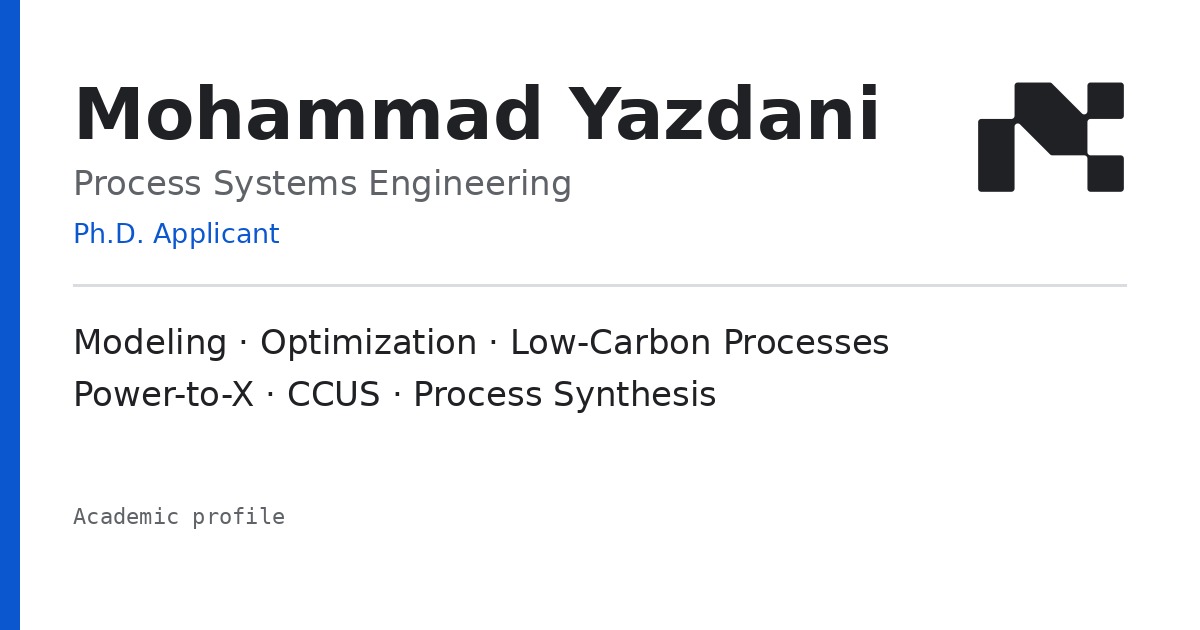 Mohammad Yazdani
Process Systems Engineering
Ph.D. Applicant
Modeling · Optimization · Low-Carbon Processes
Power-to-X · CCUS · Process Synthesis
Academic profile